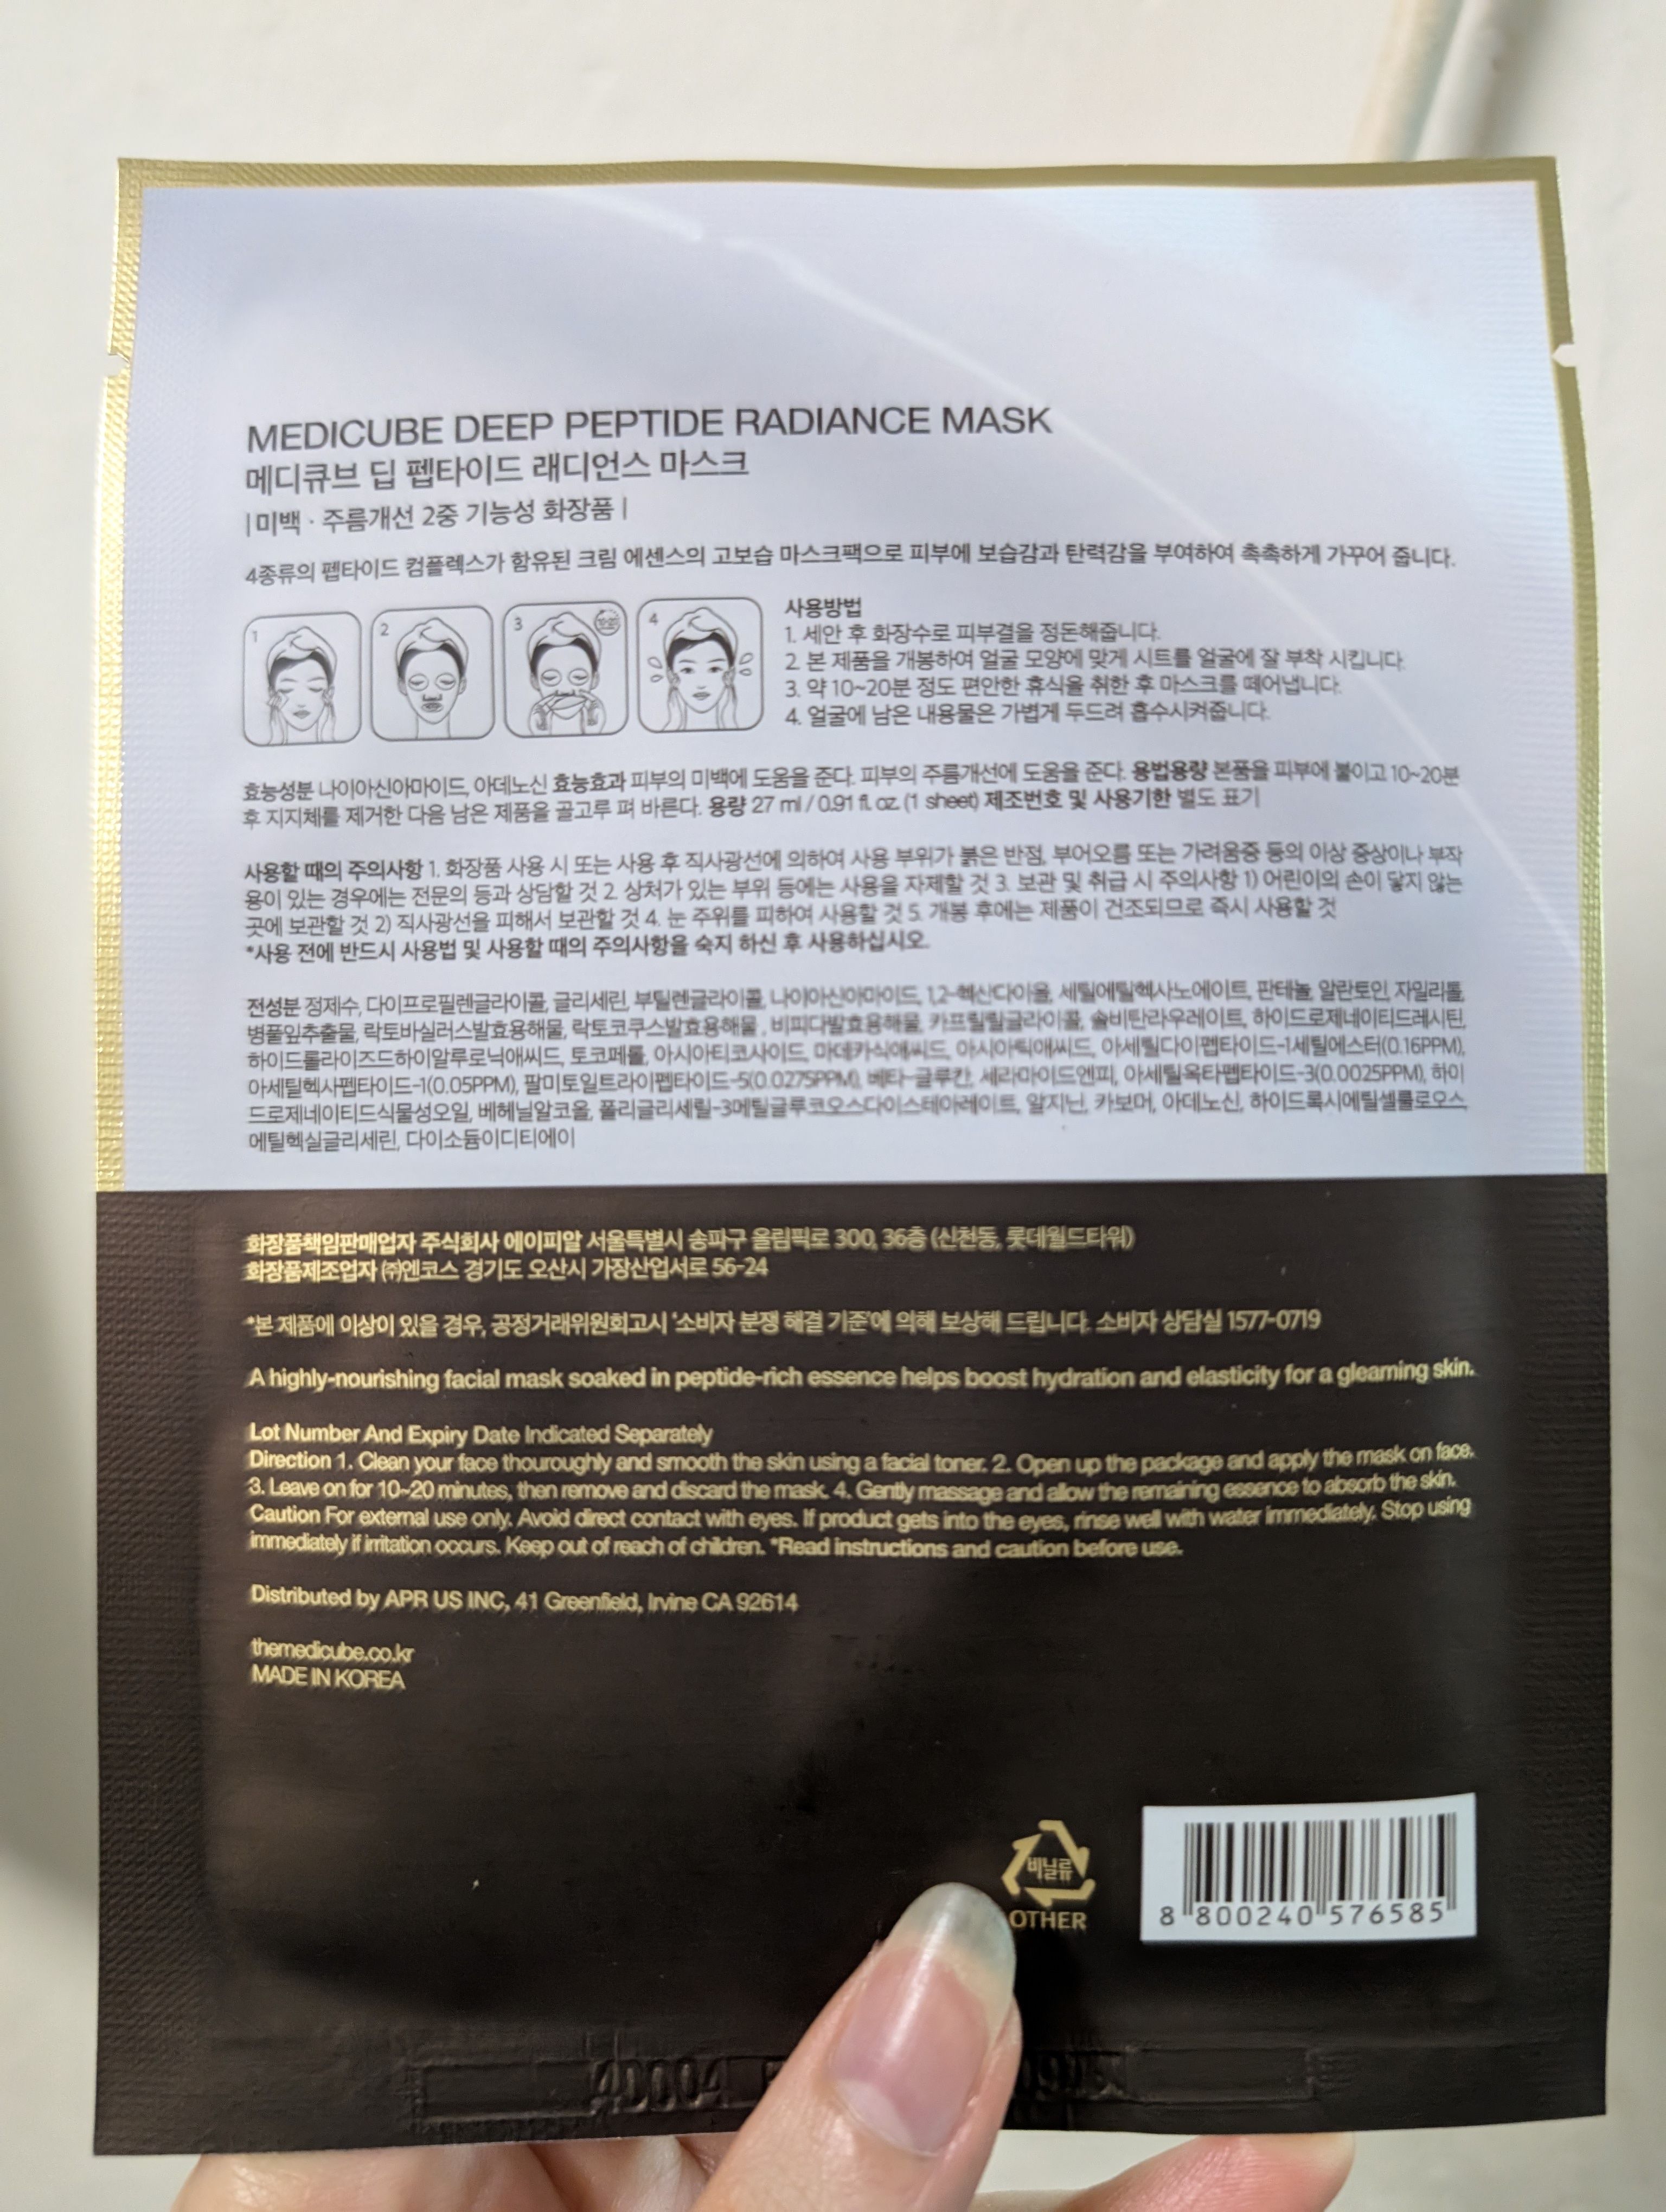 MEDICUBE DEEP PEPTIDE RADIANCE MASK
메디큐브 딥 펩타이드 래디언스 마스크
| 미백 · 주름개선 2중 기능성 화장품 |
4종류의 펩타이드 컴플렉스가 함유된 크림 에센스의 고보습 마스크팩으로 피부에 보습감과 탄력감을 부여하여 촉촉하게 가꾸어 줍니다.
1
2
3
4
사용방법
1. 세안 후 화장수로 피부결을 정돈해줍니다.
2. 본 제품을 개봉하여 얼굴 모양에 맞게 시트를 얼굴에 잘 부착 시킵니다.
3. 약 10~20분 정도 편안한 휴식을 취한 후 마스크를 떼어냅니다.
4. 얼굴에 남은 내용물은 가볍게 두드려 흡수시켜줍니다.
효능성분 나이아신아마이드, 아데노신 효능효과 피부의 미백에 도움을 준다. 피부의 주름개선에 도움을 준다. 용법용량 본품을 피부에 붙이고 10~20분
후 지지체를 제거한 다음 남은 제품을 골고루 펴 바른다. 용량 27 ml / 0.91 fl. oz. (1 sheet) 제조번호 및 사용기한 별도 표기
사용할 때의 주의사항 1. 화장품 사용 시 또는 사용 후 직사광선에 의하여 사용 부위가 붉은 반점, 부어오름 또는 가려움증 등의 이상 증상이나 부작
용이 있는 경우에는 전문의 등과 상담할 것 2. 상처가 있는 부위 등에는 사용을 자제할 것 3. 보관 및 취급 시 주의사항 1) 어린이의 손이 닿지 않는
곳에 보관할 것 2) 직사광선을 피해서 보관할 것 4. 눈 주위를 피하여 사용할 것 5. 개봉 후에는 제품이 건조되므로 즉시 사용할 것
*사용 전에 반드시 사용법 및 사용할 때의 주의사항을 숙지 하신 후 사용하십시오.
전성분 정제수, 다이프로필렌글라이콜, 글리세린, 부틸렌글라이콜, 나이아신아마이드, 1,2-헥산다이올, 세틸에틸헥사노에이트, 판테놀, 알란토인, 자일리톨,
병풀잎추출물, 락토바실러스발효용해물, 락토코쿠스발효용해물, 비피다발효용해물, 카프릴릴글라이콜, 솔비탄라우레이트, 하이드로제네이티드레시틴,
하이드롤라이즈드하이알루로닉애씨드, 토코페롤, 아시아티코사이드, 마데카식애씨드, 아시아틱애씨드, 아세틸다이펩타이드-1세틸에스터(0.16PPM),
아세틸헥사펩타이드-1(0.05PPM), 팔미토일트라이펩타이드-5(0.0275PPM), 베타-글루칸, 세라마이드엔피, 아세틸옥타펩타이드-3(0.0025PPM), 하이
드로제네이티드식물성오일, 베헤닐알코올, 폴리글리세릴-3메틸글루코오스다이스테아레이트, 알지닌, 카보머, 아데노신, 하이드록시에틸셀룰로오스,
에틸헥실글리세린, 다이소듐이디티에이
화장품책임판매업자 주식회사 에이피알 서울특별시 송파구 올림픽로 300, 36층 (신천동, 롯데월드타워)
화장품제조업자 ㈜엔코스 경기도 오산시 가장산업서로 56-24
*본 제품에 이상이 있을 경우, 공정거래위원회고시 '소비자 분쟁 해결 기준'에 의해 보상해 드립니다. 소비자 상담실 1577-0719
A highly-nourishing facial mask soaked in peptide-rich essence helps boost hydration and elasticity for a gleaming skin.
Lot Number And Expiry Date Indicated Separately
Direction 1. Clean your face thouroughly and smooth the skin using a facial toner. 2. Open up the package and apply the mask on face.
3. Leave on for 10~20 minutes, then remove and discard the mask. 4. Gently massage and allow the remaining essence to absorb the skin.
Caution For external use only. Avoid direct contact with eyes. If product gets into the eyes, rinse well with water immediately. Stop using
immediately if irritation occurs. Keep out of reach of children. *Read instructions and caution before use.
Distributed by APR US INC, 41 Greenfield, Irvine CA 92614
themedicube.co.kr
MADE IN KOREA
비닐류
OTHER
8 800240 576585